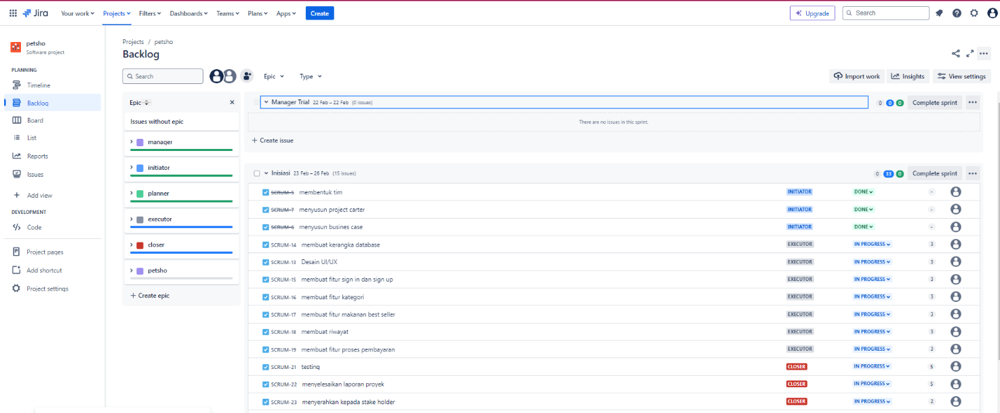 Jira Your work Projects Filters Dashboards Teams Plans Apps Create Upgrade Search
petsho
Software project
PLANNING
Timeline
Backlog
Board
List
Reports
Issues
Add view
DEVELOPMENT
Code
Project pages
Add shortcut
Project settings
Projects / petsho
Backlog
Search Epic Type Import work Insights View settings
Epic
Issues without epic
manager
initiator
planner
executor
closer
petsho
+ Create epic
Manager Trial 22 Feb – 22 Feb (0 issues) 0 0 0 Complete sprint
There are no issues in this sprint.
+ Create issue
Inisiasi 23 Feb – 26 Feb (15 issues) 0 33 0 Complete sprint
SCRUM-5 membentuk tim INITIATOR DONE -
SCRUM-7 menyusun project carter INITIATOR DONE -
SCRUM-6 menyusun busines case INITIATOR DONE -
SCRUM-14 membuat kerangka database EXECUTOR IN PROGRESS 3
SCRUM-13 Desain UI/UX EXECUTOR IN PROGRESS 3
SCRUM-15 membuat fitur sign in dan sign up EXECUTOR IN PROGRESS 3
SCRUM-16 membuat fitur kategori EXECUTOR IN PROGRESS 3
SCRUM-17 membuat fitur makanan best seller EXECUTOR IN PROGRESS 3
SCRUM-18 membuat riwayat EXECUTOR IN PROGRESS 3
SCRUM-19 membuat fitur proses pembayaran EXECUTOR IN PROGRESS 3
SCRUM-21 testing CLOSER IN PROGRESS 5
SCRUM-22 menyelesaikan laporan proyek CLOSER IN PROGRESS 5
SCRUM-23 menyerahkan kepada stake holder CLOSER IN PROGRESS 2